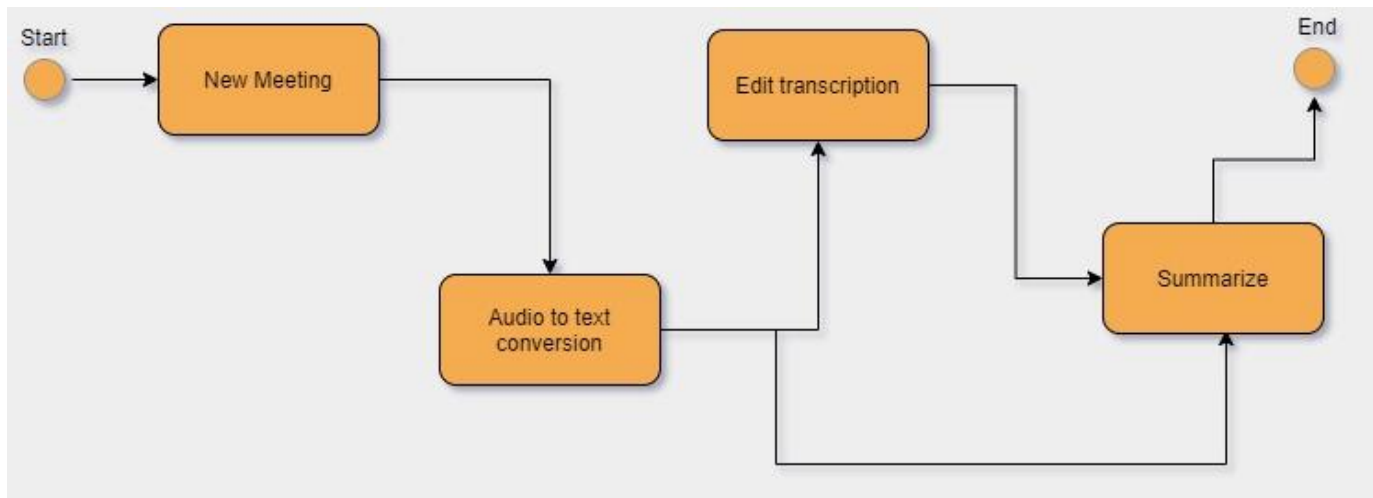 Start
New Meeting
Edit transcription
End
Audio to text
conversion
Summarize